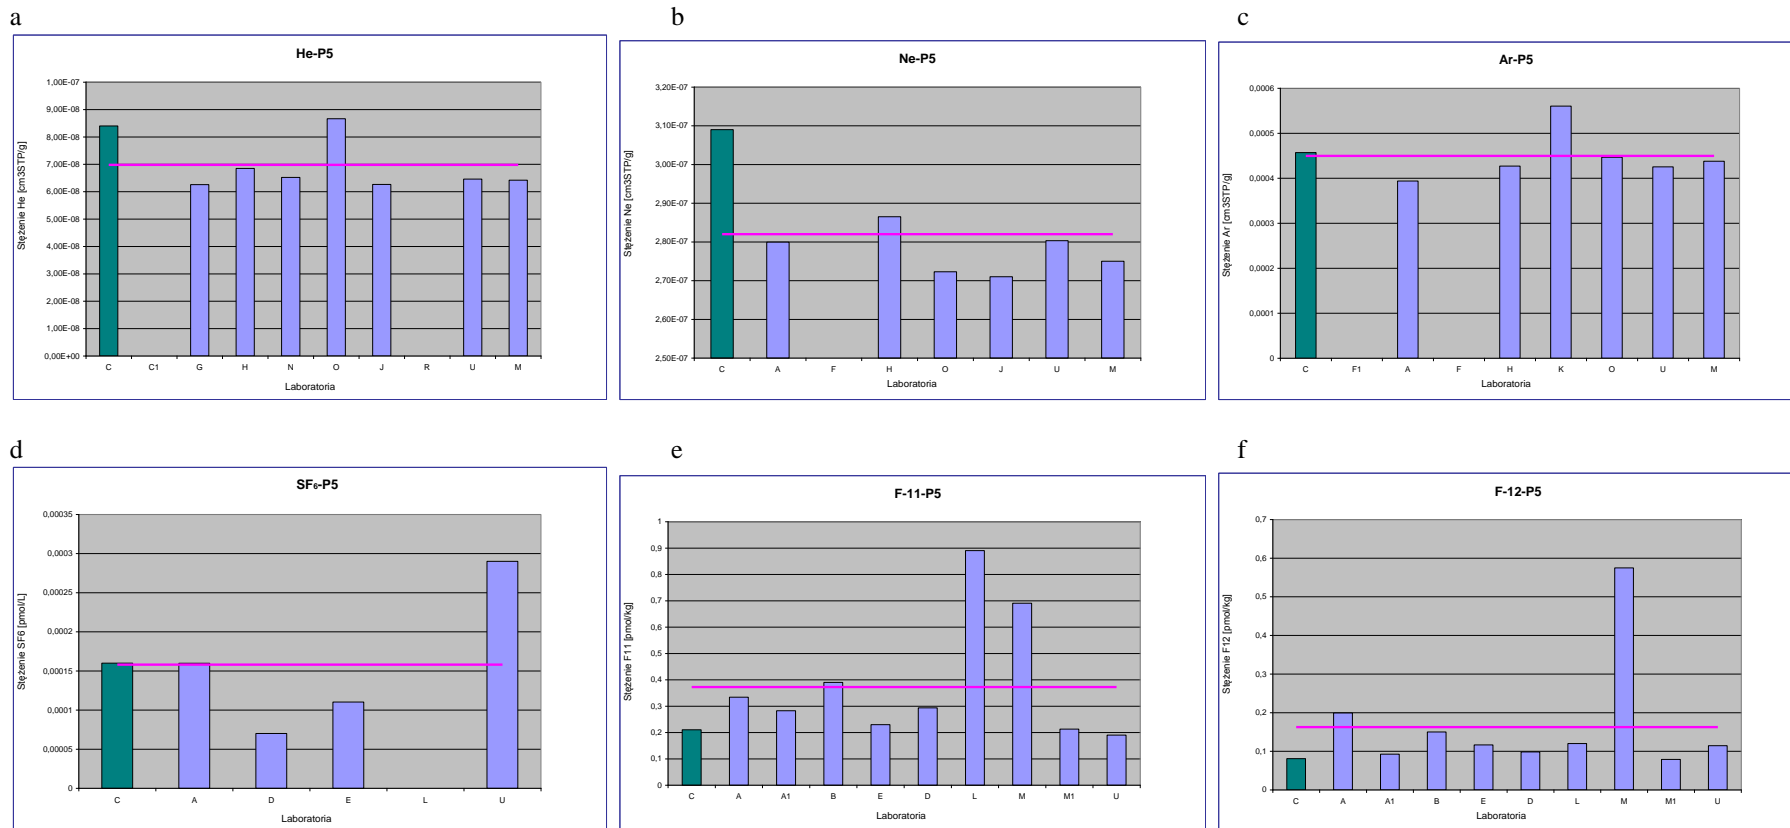 a
He-P5
Stężenie He [cm3STP/g]
1,00E-07
9,00E-08
8,00E-08
7,00E-08
6,00E-08
5,00E-08
4,00E-08
3,00E-08
2,00E-08
1,00E-08
0,00E+00
C C1 G H N O J R U M
Laboratoria
b
Ne-P5
Stężenie Ne [cm3STP/g]
3,20E-07
3,10E-07
3,00E-07
2,90E-07
2,80E-07
2,70E-07
2,60E-07
2,50E-07
C A F H O J U M
Laboratoria
c
Ar-P5
Stężenie Ar [cm3STP/g]
0,0006
0,0005
0,0004
0,0003
0,0002
0,0001
0
C F1 A F H K O U M
Laboratoria
d
SF₆-P5
Stężenie SF6 [pmol/L]
0,00035
0,0003
0,00025
0,0002
0,00015
0,0001
0,00005
0
C A D E L U
Laboratoria
e
F-11-P5
Stężenie F11 [pmol/kg]
1
0,9
0,8
0,7
0,6
0,5
0,4
0,3
0,2
0,1
0
C A A1 B E D L M M1 U
Laboratoria
f
F-12-P5
Stężenie F12 [pmol/kg]
0,7
0,6
0,5
0,4
0,3
0,2
0,1
0
C A A1 B E D L M M1 U
Laboratoria